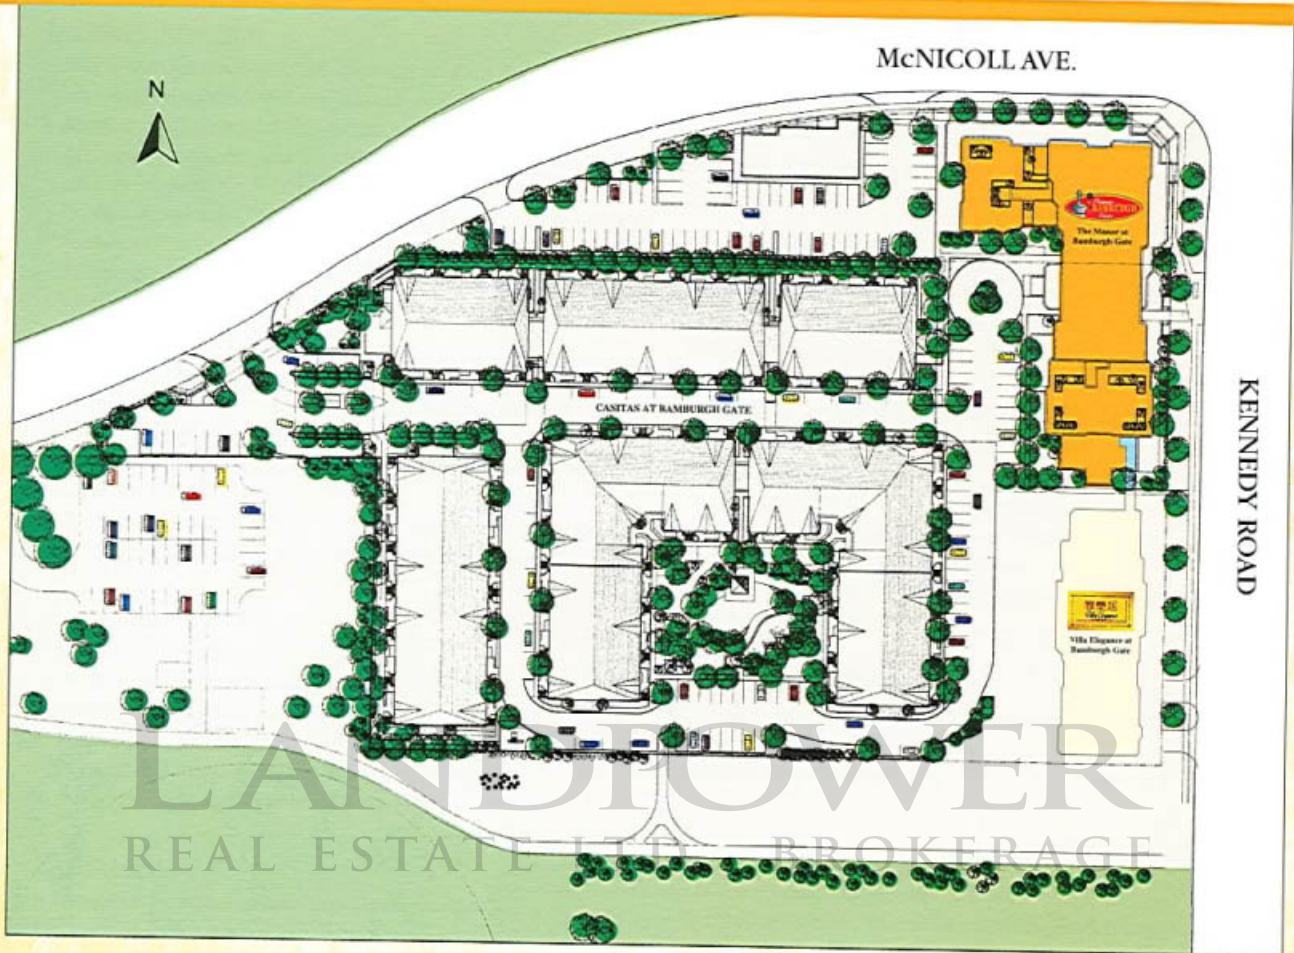 McNICOLL AVE.
N
The Manor at
Bamburgh Gate
CASITAS AT BAMBURGH GATE
KENNEDY ROAD
Villa Elegance at
Bamburgh Gate
LANDPOWER
REAL ESTATE LTD. BROKERAGE